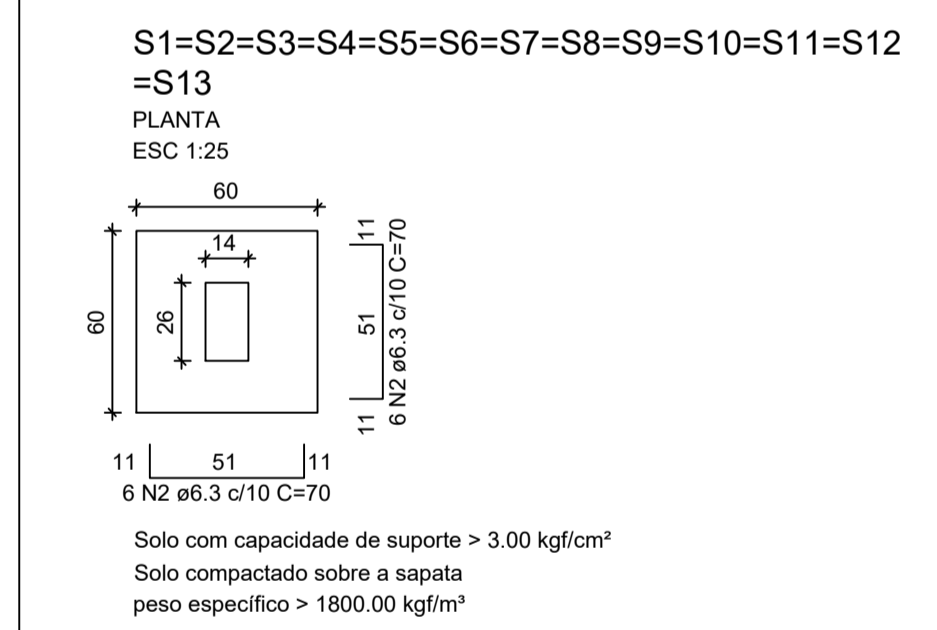 S1=S2=S3=S4=S5=S6=S7=S8=S9=S10=S11=S12
=S13
PLANTA
ESC 1:25
60
14
60
26
11
51
11
6 N2 ø6.3 c/10 C=70
11
51
11
6 N2 ø6.3 c/10 C=70
Solo com capacidade de suporte > 3.00 kgf/cm²
Solo compactado sobre a sapata
peso específico > 1800.00 kgf/m³